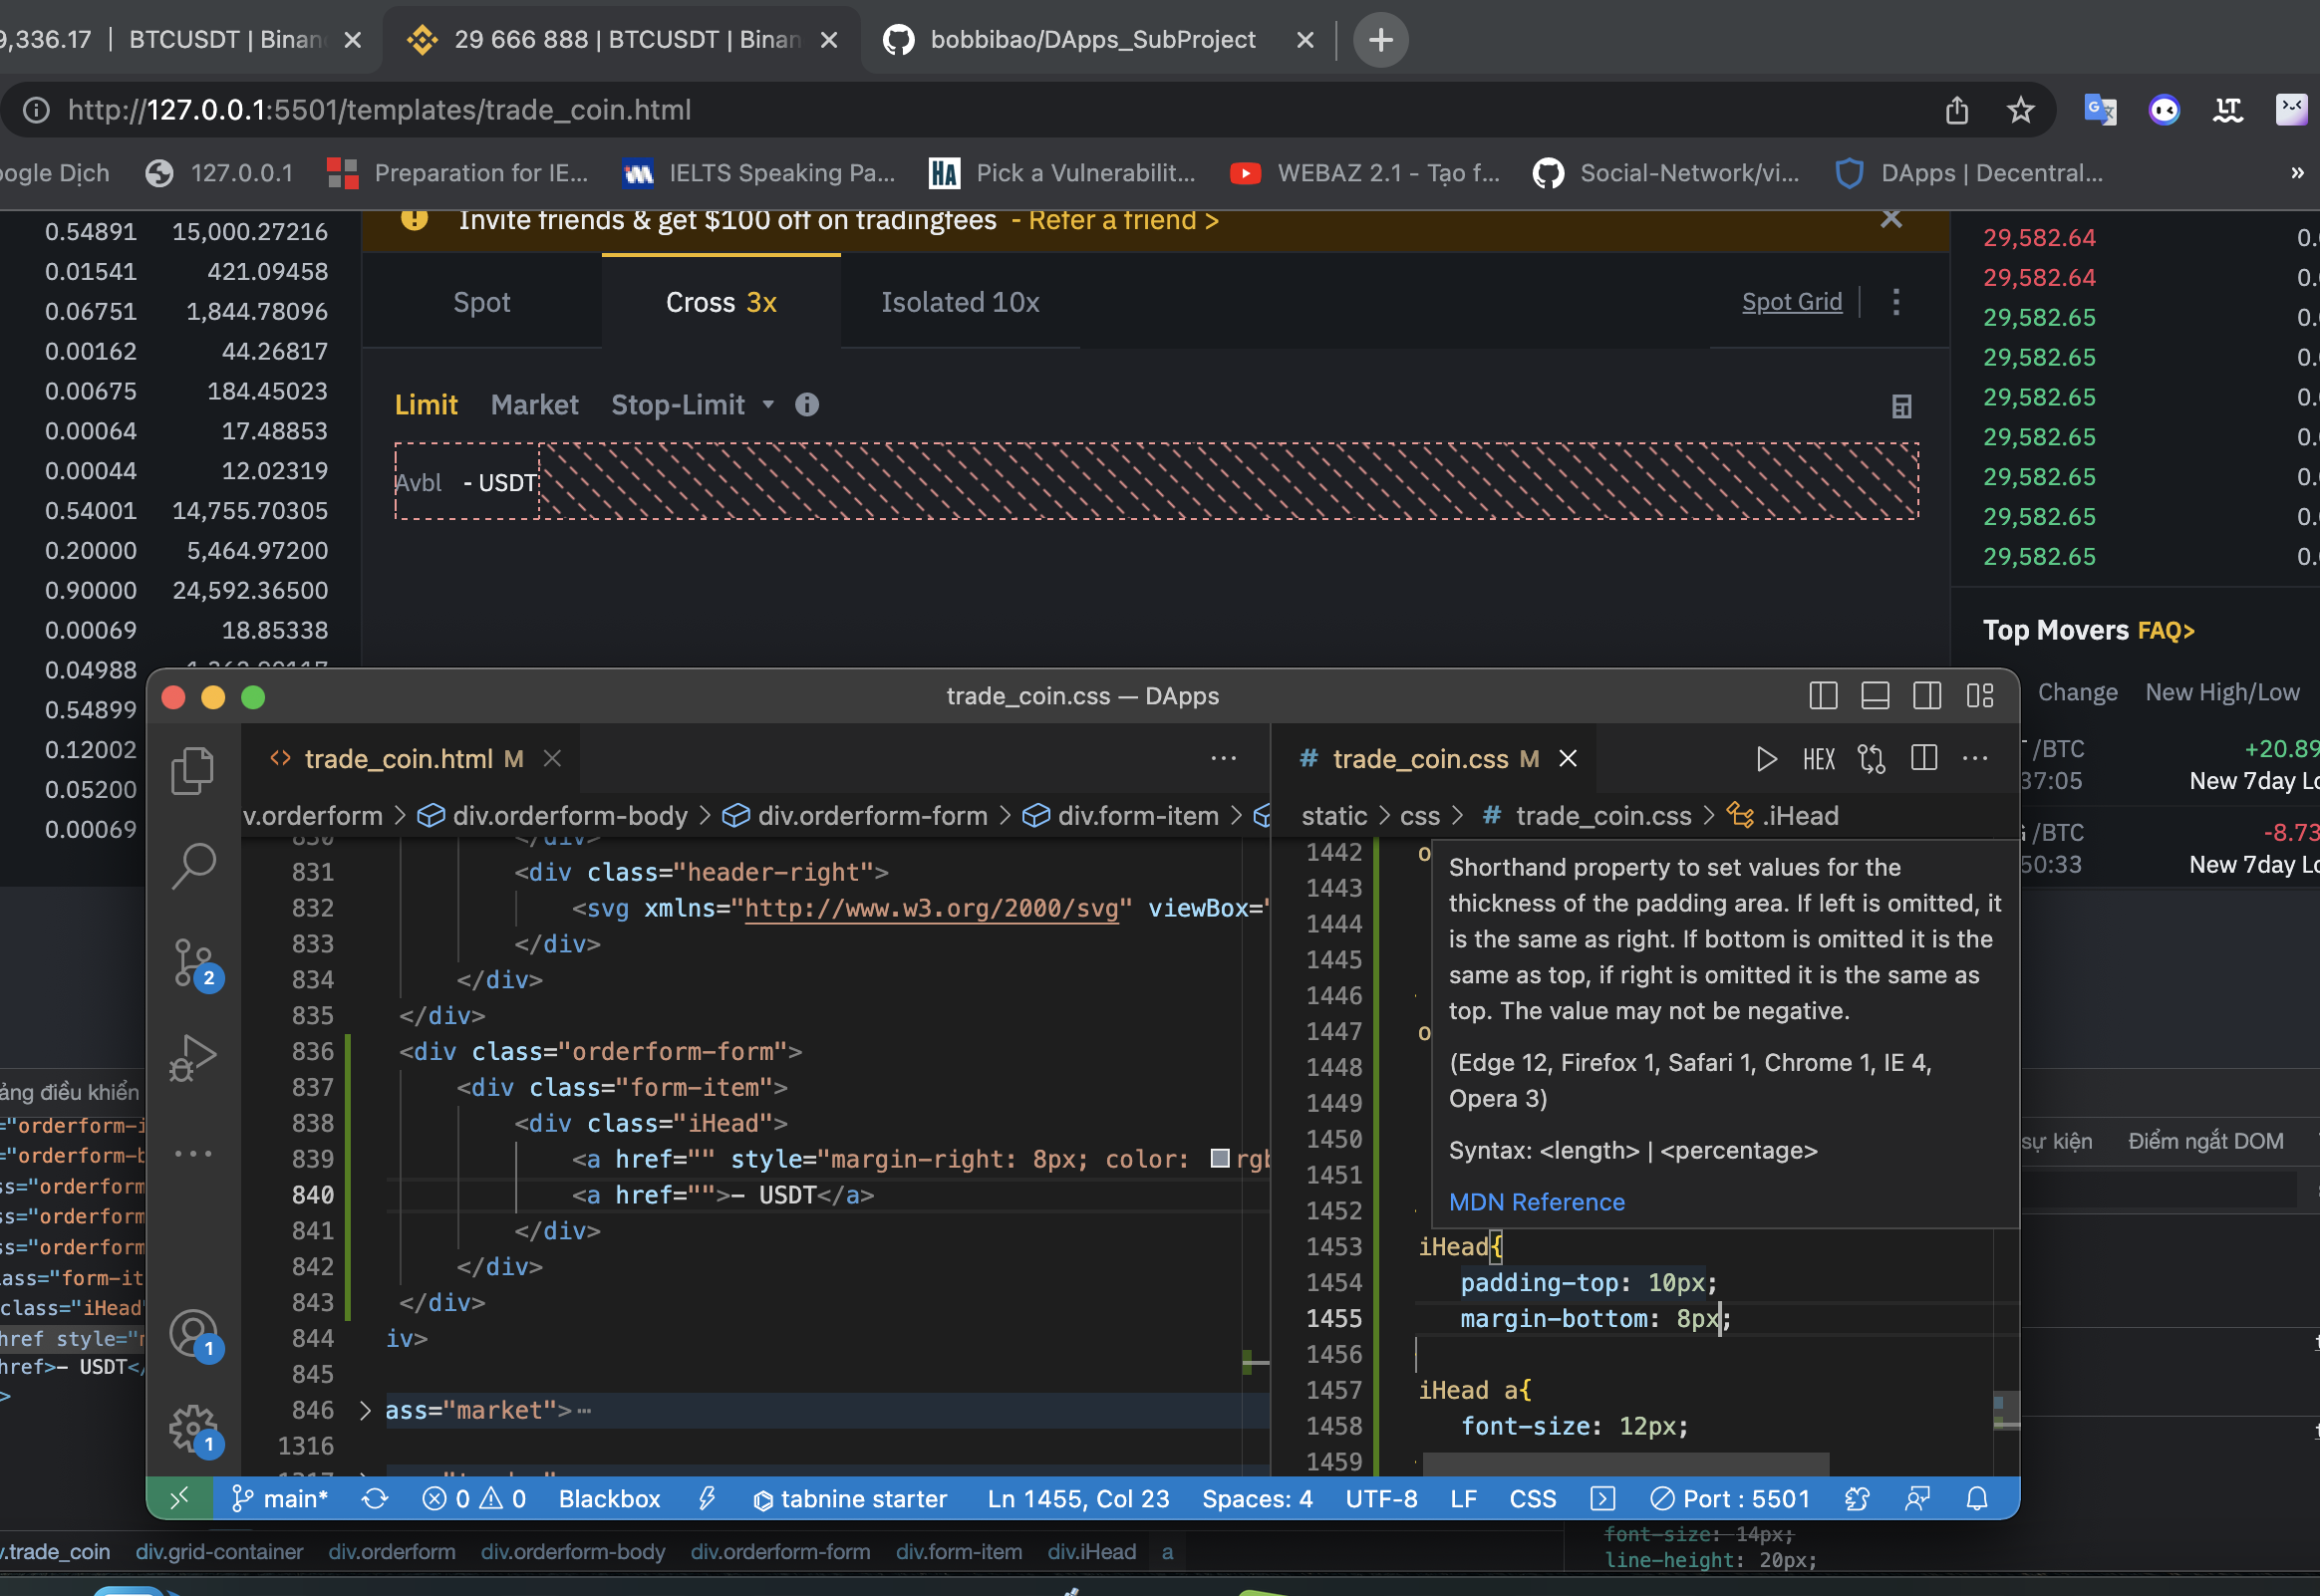 9,336.17 | BTCUSDT | Binan
29 666 888 | BTCUSDT | Binan
bobbibao/DApps_SubProject
http://127.0.0.1:5501/templates/trade_coin.html
ogle Dịch
127.0.0.1
Preparation for IE...
IELTS Speaking Pa...
HA Pick a Vulnerabilit...
WEBAZ 2.1 - Tạo f...
Social-Network/vi...
DApps | Decentral...
»
0.54891 15,000.27216
0.01541 421.09458
0.06751 1,844.78096
0.00162 44.26817
0.00675 184.45023
0.00064 17.48853
0.00044 12.02319
0.54001 14,755.70305
0.20000 5,464.97200
0.90000 24,592.36500
0.00069 18.85338
0.04988
0.54899
0.12002
0.05200
0.00069
Invite friends & get $100 off on tradingfees - Refer a friend >
Spot
Cross 3x
Isolated 10x
Spot Grid
Limit Market Stop-Limit
Avbl - USDT
29,582.64 0.
29,582.64 0.
29,582.65 0.
29,582.65 0.
29,582.65 0.
29,582.65 0.
29,582.65 0.
29,582.65 0.
29,582.65 0.
Top Movers FAQ>
Change New High/Low
/BTC +20.89
37:05 New 7day Lo
/BTC -8.73
50:33 New 7day Lo
trade_coin.css — DApps
trade_coin.html M
v.orderform > div.orderform-body > div.orderform-form > div.form-item >
830 </div>
831 <div class="header-right">
832 <svg xmlns="http://www.w3.org/2000/svg" viewBox="
833 </div>
834 </div>
835 </div>
836 <div class="orderform-form">
837 <div class="form-item">
838 <div class="iHead">
839 <a href="" style="margin-right: 8px; color: rgb
840 <a href="">- USDT</a>
841 </div>
842 </div>
843 </div>
844 iv>
845
846 ass="market">…
1316
1317
trade_coin.css M
HEX
static > css > # trade_coin.css > .iHead
1442 o
1443
1444
1445
1446
1447 o
1448
1449
1450
1451
1452
Shorthand property to set values for the
thickness of the padding area. If left is omitted, it
is the same as right. If bottom is omitted it is the
same as top, if right is omitted it is the same as
top. The value may not be negative.
(Edge 12, Firefox 1, Safari 1, Chrome 1, IE 4,
Opera 3)
Syntax: <length> | <percentage>
MDN Reference
1453 iHead{
1454 padding-top: 10px;
1455 margin-bottom: 8px;
1456
1457 iHead a{
1458 font-size: 12px;
1459
2
1
1
main* 0 0 Blackbox tabnine starter Ln 1455, Col 23 Spaces: 4 UTF-8 LF CSS Port : 5501
ảng điều khiển
="orderform-i
="orderform-b
ss="orderform
ss="orderform
ss="orderform
ass="form-it
class="iHead"
href style="
href>- USDT</
>
sự kiện Điểm ngắt DOM
v.trade_coin div.grid-container div.orderform div.orderform-body div.orderform-form div.form-item div.iHead a
font-size: 14px;
line-height: 20px;